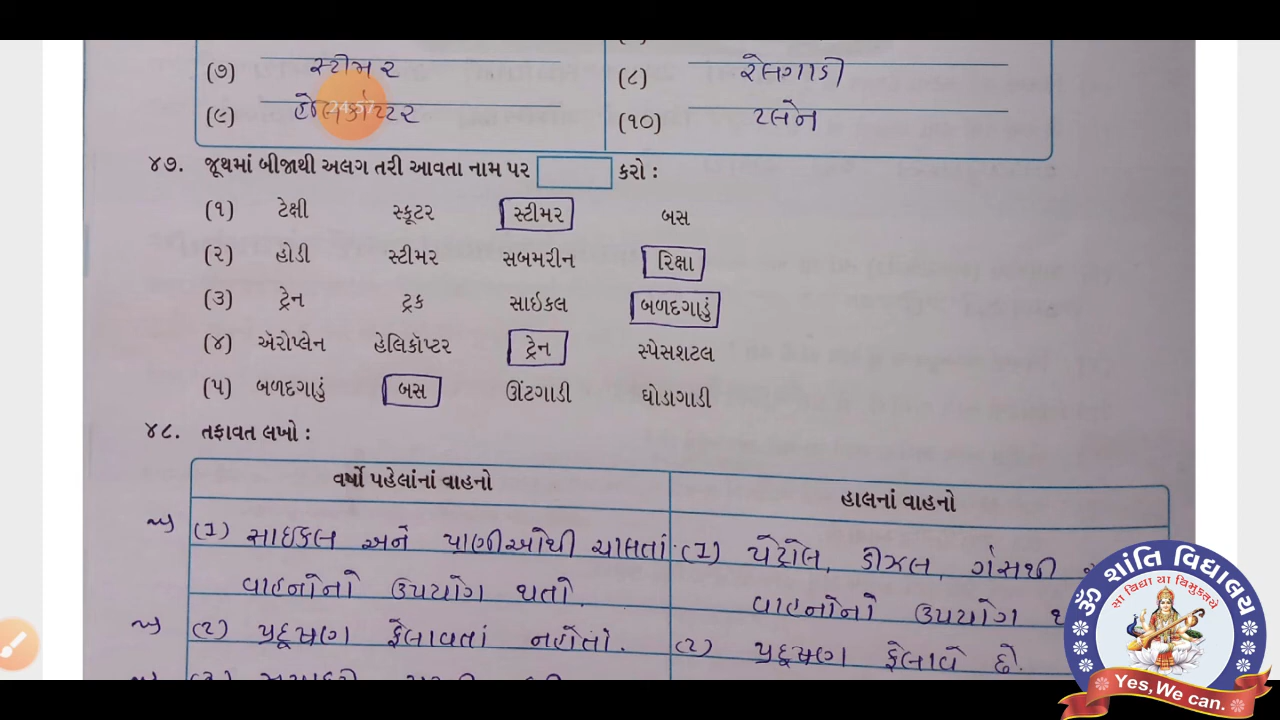 (૭) સ્ટીમર (૮) રેલગાડી
(૯) હેલિકોપ્ટર (૧૦) પ્લેન
24:57
૪૭. જૂથમાં બીજાથી અલગ તરી આવતા નામ પર કરો :
(૧) ટેક્ષી સ્કૂટર સ્ટીમર બસ
(૨) હોડી સ્ટીમર સબમરીન રિક્ષા
(૩) ટ્રેન ટ્રક સાઇકલ બળદગાડું
(૪) ઍરોપ્લેન હેલિકૉપ્ટર ટ્રેન સ્પેસશટલ
(૫) બળદગાડું બસ ઊંટગાડી ઘોડાગાડી
૪૮. તફાવત લખો :
વર્ષો પહેલાંનાં વાહનો હાલનાં વાહનો
(૧) સાઇકલ અને પ્રાણીઓથી ચાલતાં (૧) પેટ્રોલ, ડીઝલ, ગેસથી
વાહનોનો ઉપયોગ થતો. વાહનોનો ઉપયોગ
(૨) પ્રદૂષણ ફેલાવતાં નહોતાં. (૨) પ્રદૂષણ ફેલાવે છે.
ૐ શાંતિ વિદ્યાલય
સા વિદ્યા યા વિમુક્તયે
Yes, We can.